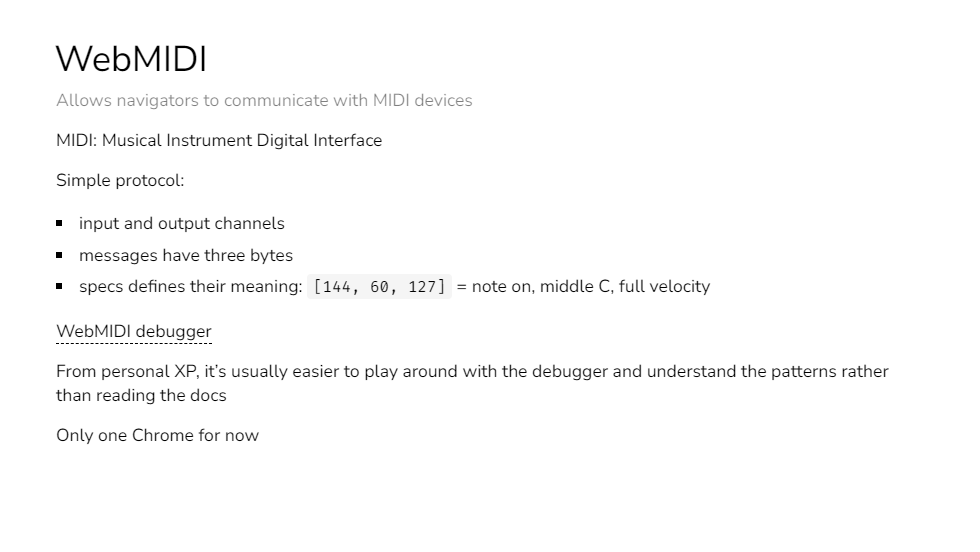 WebMIDI
Allows navigators to communicate with MIDI devices
MIDI: Musical Instrument Digital Interface
Simple protocol:
input and output channels
messages have three bytes
specs defines their meaning: [144, 60, 127] = note on, middle C, full velocity
WebMIDI debugger
From personal XP, it’s usually easier to play around with the debugger and understand the patterns rather
than reading the docs
Only one Chrome for now